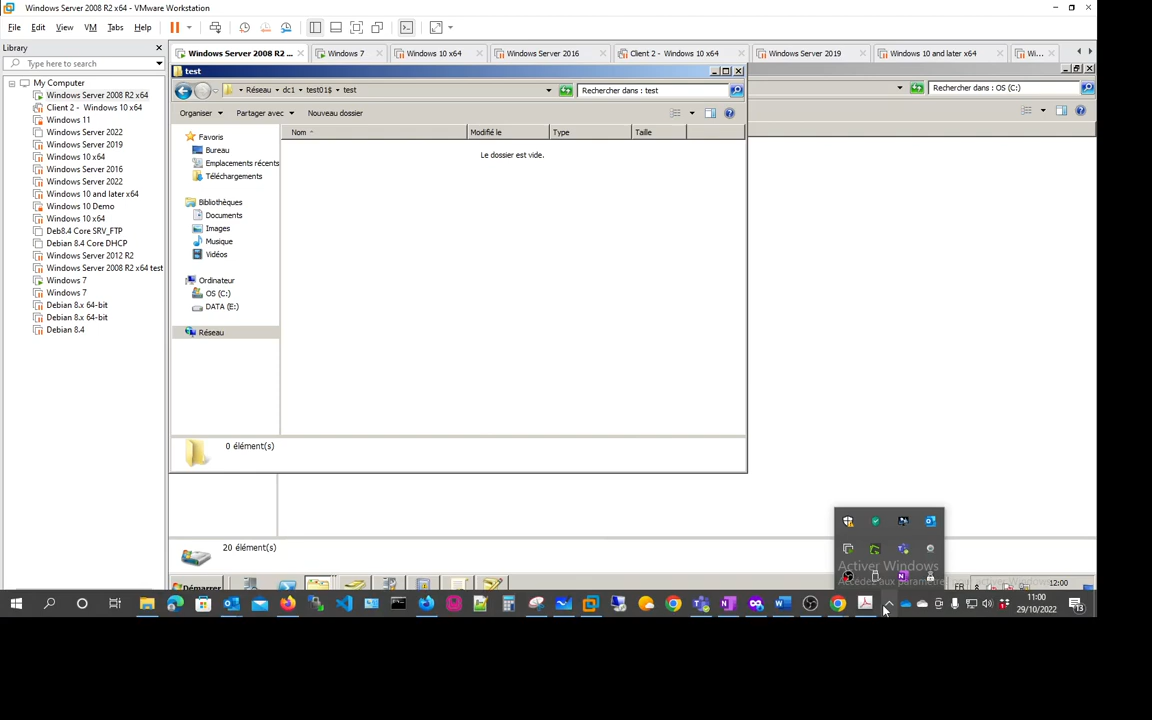 Windows Server 2008 R2 x64 - VMware Workstation
File Edit View VM Tabs Help
Library
Type here to search
My Computer
Windows Server 2008 R2 x64
Client 2 - Windows 10 x64
Windows 11
Windows Server 2022
Windows Server 2019
Windows 10 x64
Windows Server 2016
Windows Server 2022
Windows 10 and later x64
Windows 10 Demo
Windows 10 x64
Deb8.4 Core SRV_FTP
Debian 8.4 Core DHCP
Windows Server 2012 R2
Windows Server 2008 R2 x64 test
Windows 7
Windows 7
Debian 8.x 64-bit
Debian 8.x 64-bit
Debian 8.4
Windows Server 2008 R2 ... Windows 7 Windows 10 x64 Windows Server 2016 Client 2 - Windows 10 x64 Windows Server 2019 Windows 10 and later x64 Wi...
test
Réseau dc1 test01$ test
Rechercher dans : test
Rechercher dans : OS (C:)
Organiser Partager avec Nouveau dossier
Nom Modifié le Type Taille
Le dossier est vide.
Favoris
Bureau
Emplacements récents
Téléchargements
Bibliothèques
Documents
Images
Musique
Vidéos
Ordinateur
OS (C:)
DATA (E:)
Réseau
0 élément(s)
20 élément(s)
Activer Windows
Démarrer
FR
12:00
11:00
29/10/2022
13